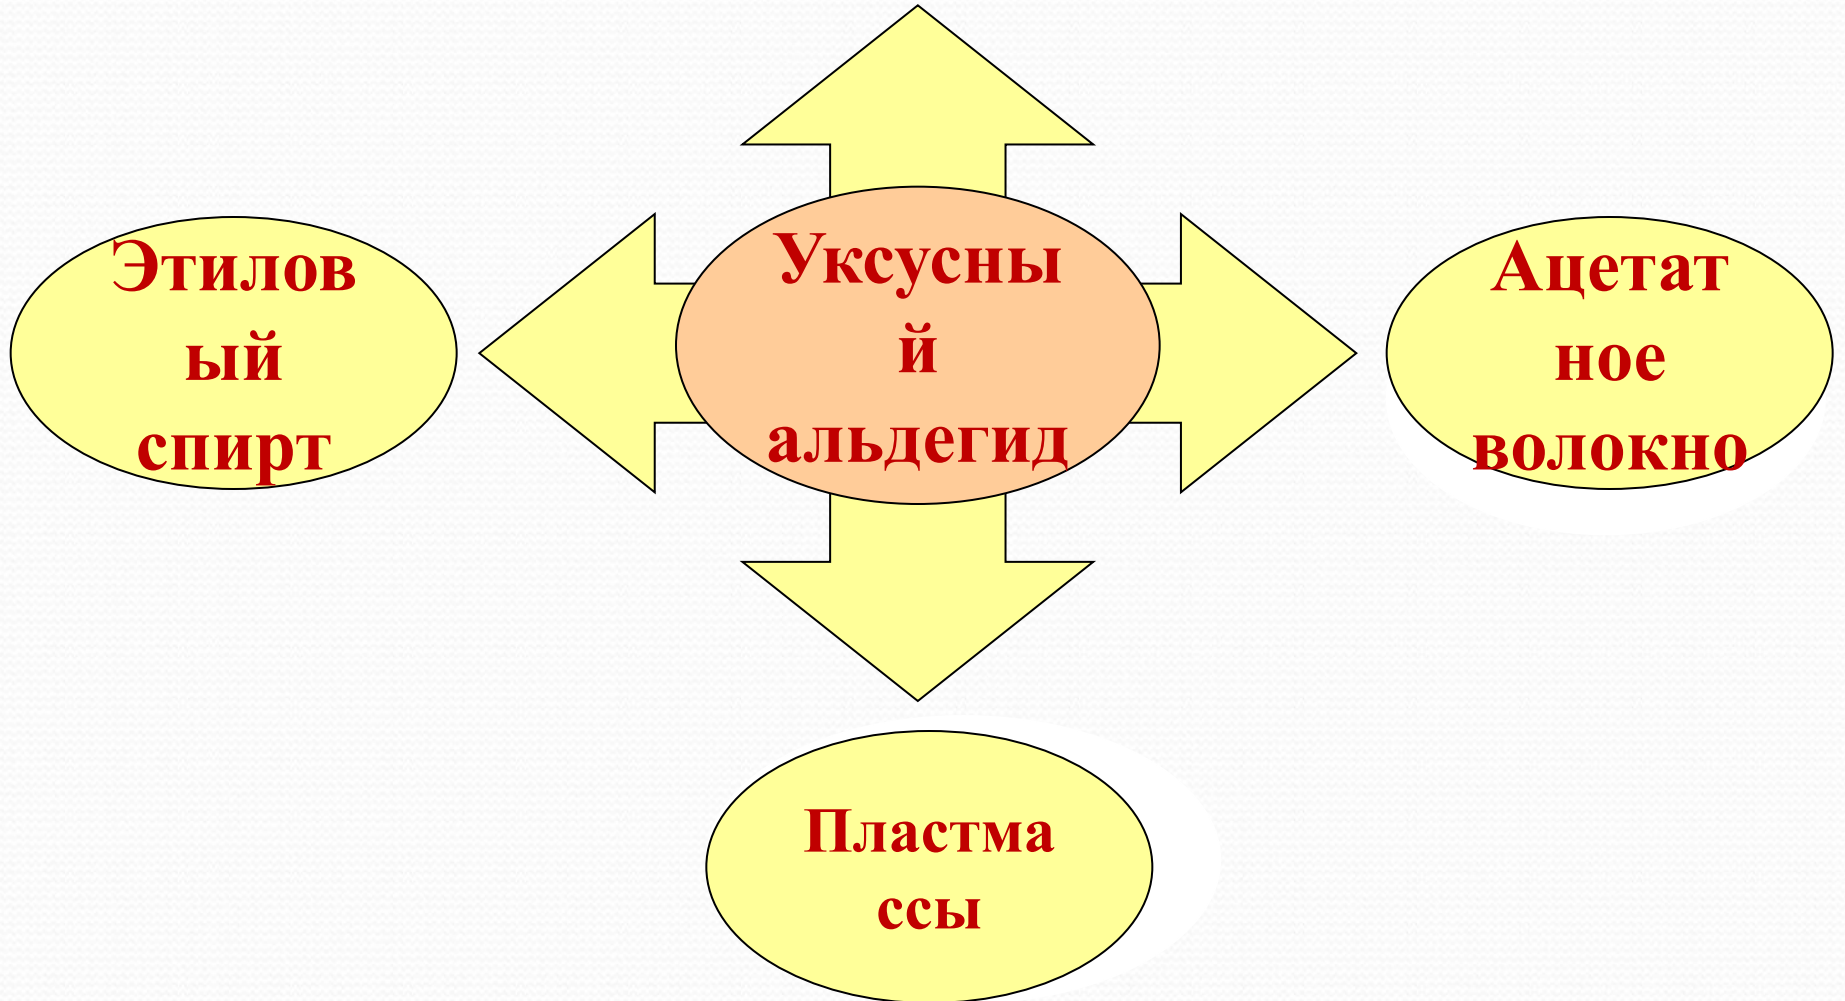 Этилов
ый
спирт
Уксусны
й
альдегид
Ацетат
ное
волокно
Пластма
ссы